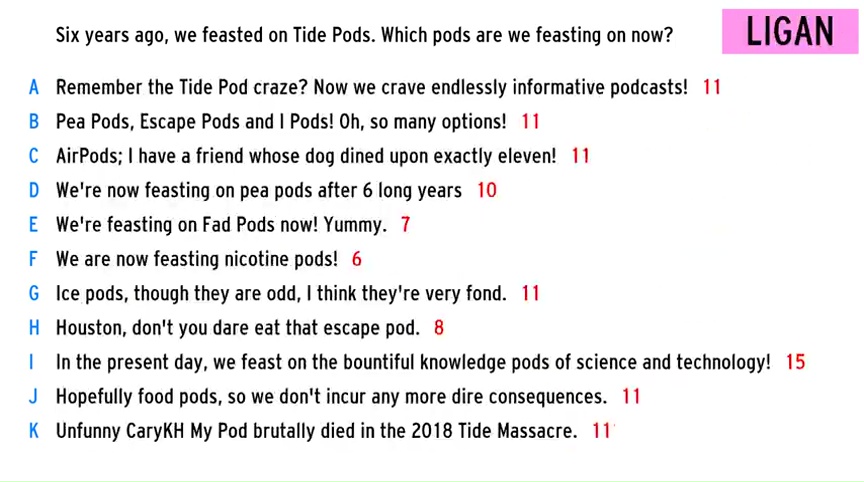 Six years ago, we feasted on Tide Pods. Which pods are we feasting on now?
LIGAN
A Remember the Tide Pod craze? Now we crave endlessly informative podcasts! 11
B Pea Pods, Escape Pods and I Pods! Oh, so many options! 11
C AirPods; I have a friend whose dog dined upon exactly eleven! 11
D We're now feasting on pea pods after 6 long years 10
E We're feasting on Fad Pods now! Yummy. 7
F We are now feasting nicotine pods! 6
G Ice pods, though they are odd, I think they're very fond. 11
H Houston, don't you dare eat that escape pod. 8
I In the present day, we feast on the bountiful knowledge pods of science and technology! 15
J Hopefully food pods, so we don't incur any more dire consequences. 11
K Unfunny CaryKH My Pod brutally died in the 2018 Tide Massacre. 11